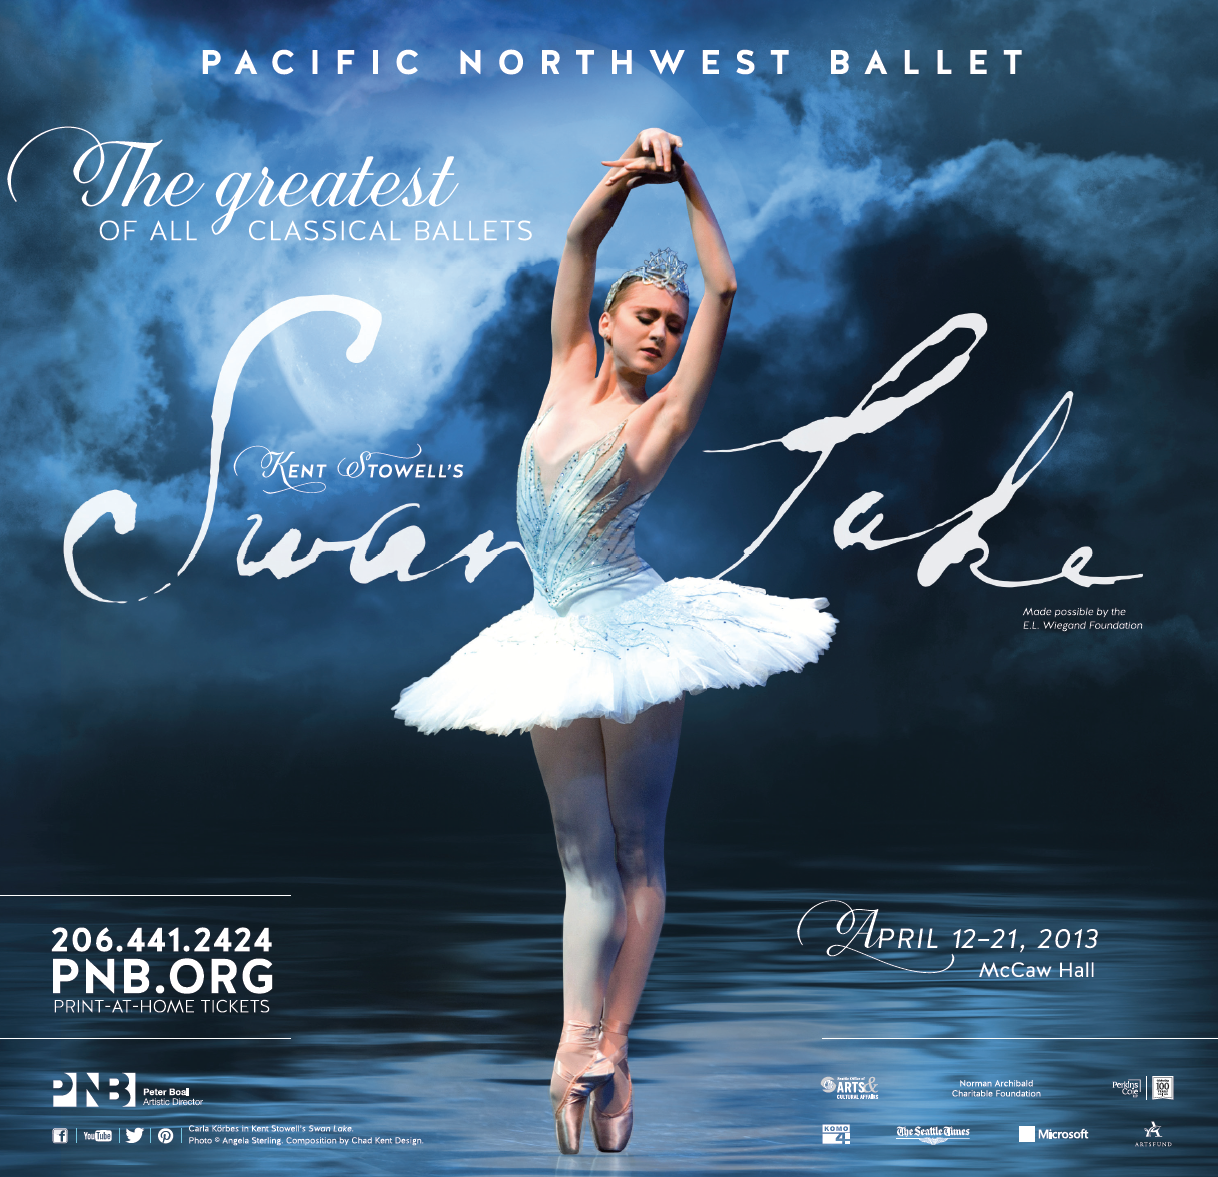 PACIFIC NORTHWEST BALLET
The greatest
OF ALL CLASSICAL BALLETS
KENT STOWELL'S
Swan Lake
Made possible by the
E.L. Wiegand Foundation
206.441.2424
PNB.ORG
PRINT-AT-HOME TICKETS
APRIL 12–21, 2013
McCaw Hall
PNB
Peter Boal
Artistic Director
YouTube
Carla Körbes in Kent Stowell's Swan Lake.
Photo © Angela Sterling. Composition by Chad Kent Design.
Seattle Office of
ARTS&
CULTURAL AFFAIRS
Norman Archibald
Charitable Foundation
Perkins
Coie
100
KOMO
4
The Seattle Times
Microsoft
ARTSFUND